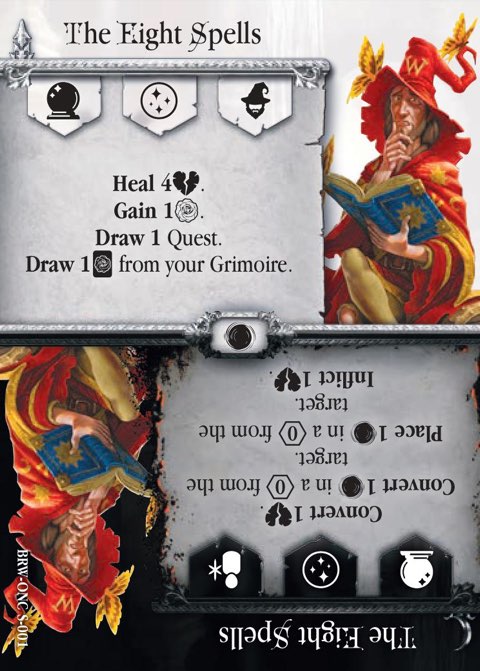 The Eight Spells
Heal 4.
Gain 1.
Draw 1 Quest.
Draw 1 from your Grimoire.
The Eight Spells
Convert 1.
Convert 1 in a 0 from the
target.
Place 1 in a 0 from the
target.
Inflict 1.
W
W
BRW-ONC S-001